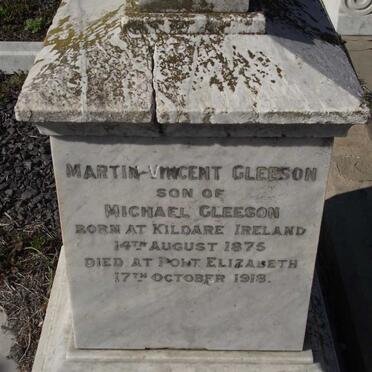 MARTIN VINCENT GLEESON
SON OF
MICHAEL GLEESON
BORN AT KILDARE IRELAND
14TH AUGUST 1875
DIED AT PORT ELIZABETH
17TH OCTOBER 1918.